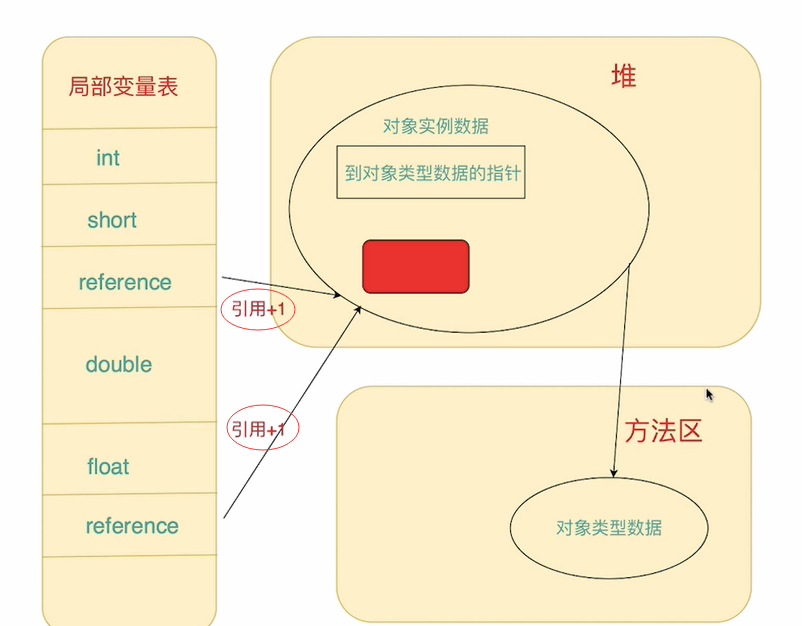 局部变量表
int
short
reference
double
float
reference
引用+1
引用+1
堆
对象实例数据
到对象类型数据的指针
方法区
对象类型数据